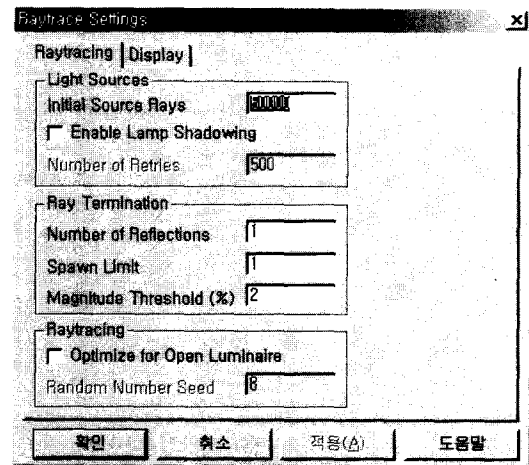 Raytrace Settings
Raytracing Display
Light Sources
Initial Source Rays 500000
Enable Lamp Shadowing
Number of Retries 500
Ray Termination
Number of Reflections 1
Spawn Limit 1
Magnitude Threshold (%) 2
Raytracing
Optimize for Open Luminaire
Random Number Seed 8
확인 취소 적용(A) 도움말